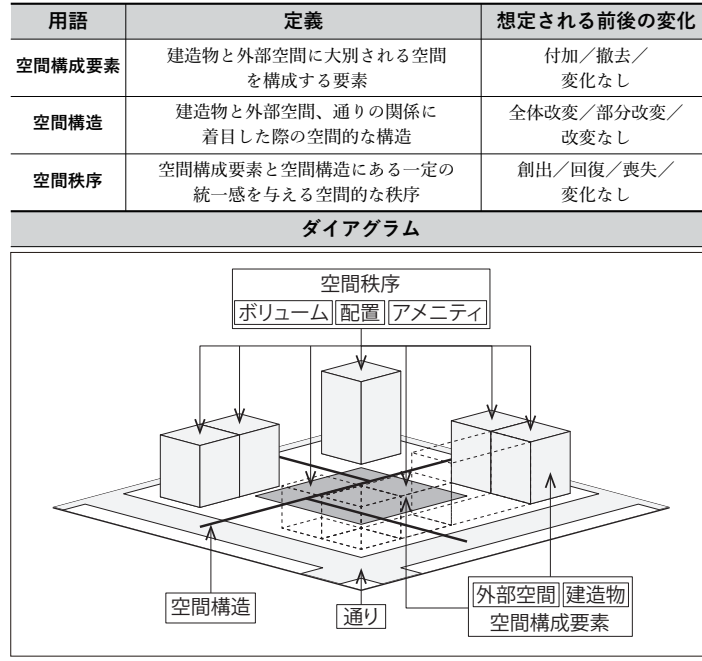 用語 定義 想定される前後の変化
空間構成要素 建造物と外部空間に大別される空間 付加／撤去／
を構成する要素 変化なし
空間構造 建造物と外部空間、通りの関係に 全体改変／部分改変／
着目した際の空間的な構造 改変なし
空間秩序 空間構成要素と空間構造にある一定の 創出／回復／喪失／
統一感を与える空間的な秩序 変化なし
ダイアグラム
空間秩序
ボリューム 配置 アメニティ
空間構造
通り
外部空間 建造物
空間構成要素